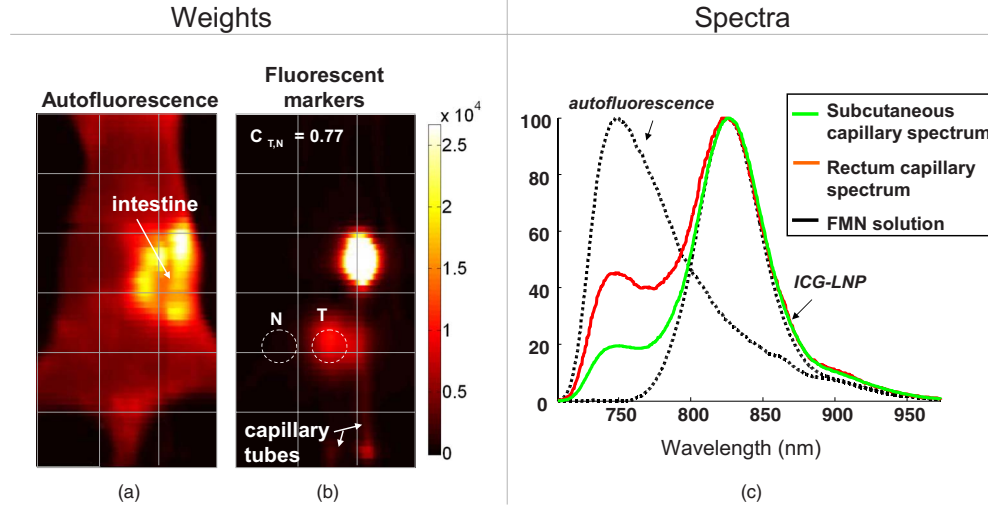 Weights
Spectra
Autofluorescence
Fluorescent
markers
x 10^4
intestine
C T,N = 0.77
N
T
capillary
tubes
2.5
2
1.5
1
0.5
0
(a)
(b)
autofluorescence
ICG-LNP
Subcutaneous
capillary spectrum
Rectum capillary
spectrum
FMN solution
100
80
60
40
20
0
750 800 850 900 950
Wavelength (nm)
(c)